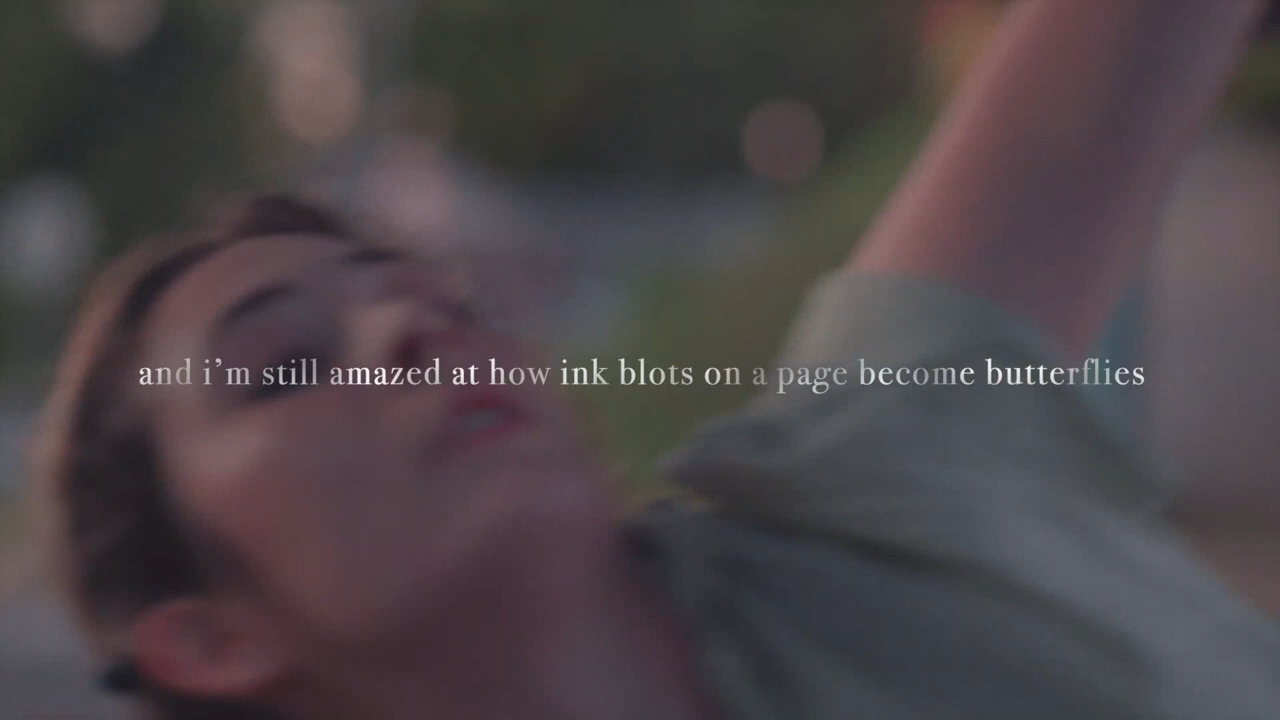 and i’m still amazed at how ink blots on a page become butterflies